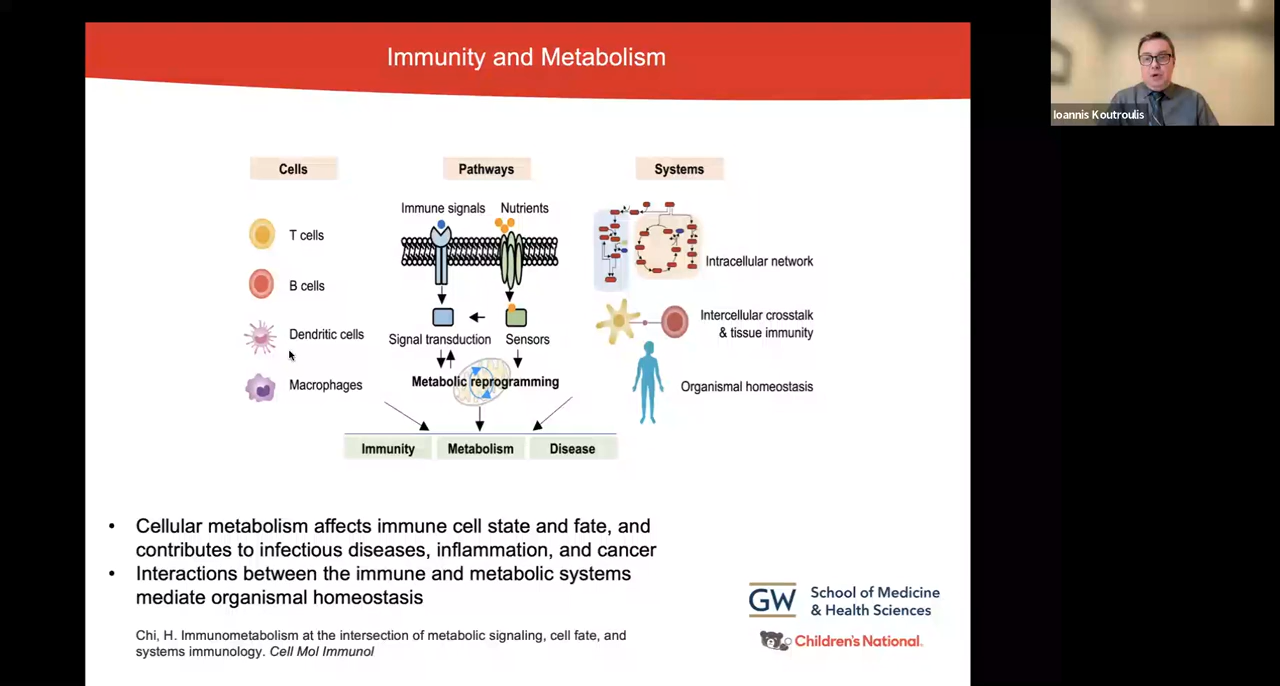 Immunity and Metabolism
Ioannis Koutroulis
Cells
Pathways
Systems
T cells
B cells
Dendritic cells
Macrophages
Immune signals
Nutrients
Signal transduction
Sensors
Metabolic reprogramming
Intracellular network
Intercellular crosstalk
& tissue immunity
Organismal homeostasis
Immunity
Metabolism
Disease
• Cellular metabolism affects immune cell state and fate, and
contributes to infectious diseases, inflammation, and cancer
• Interactions between the immune and metabolic systems
mediate organismal homeostasis
Chi, H. Immunometabolism at the intersection of metabolic signaling, cell fate, and
systems immunology. Cell Mol Immunol
GW
School of Medicine
& Health Sciences
Children's National.